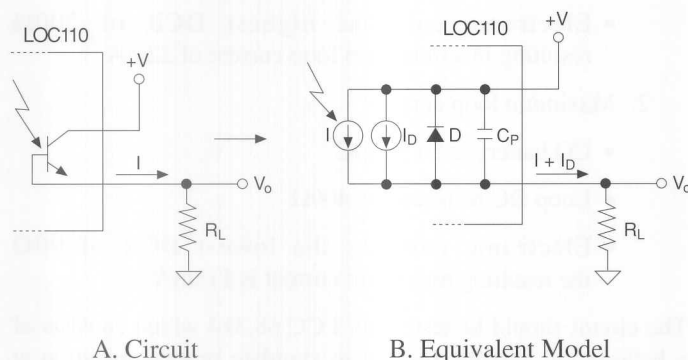 LOC110
+V
I
Vo
RL
A. Circuit
LOC110
+V
I
ID
D
CP
I + ID
Vo
RL
B. Equivalent Model